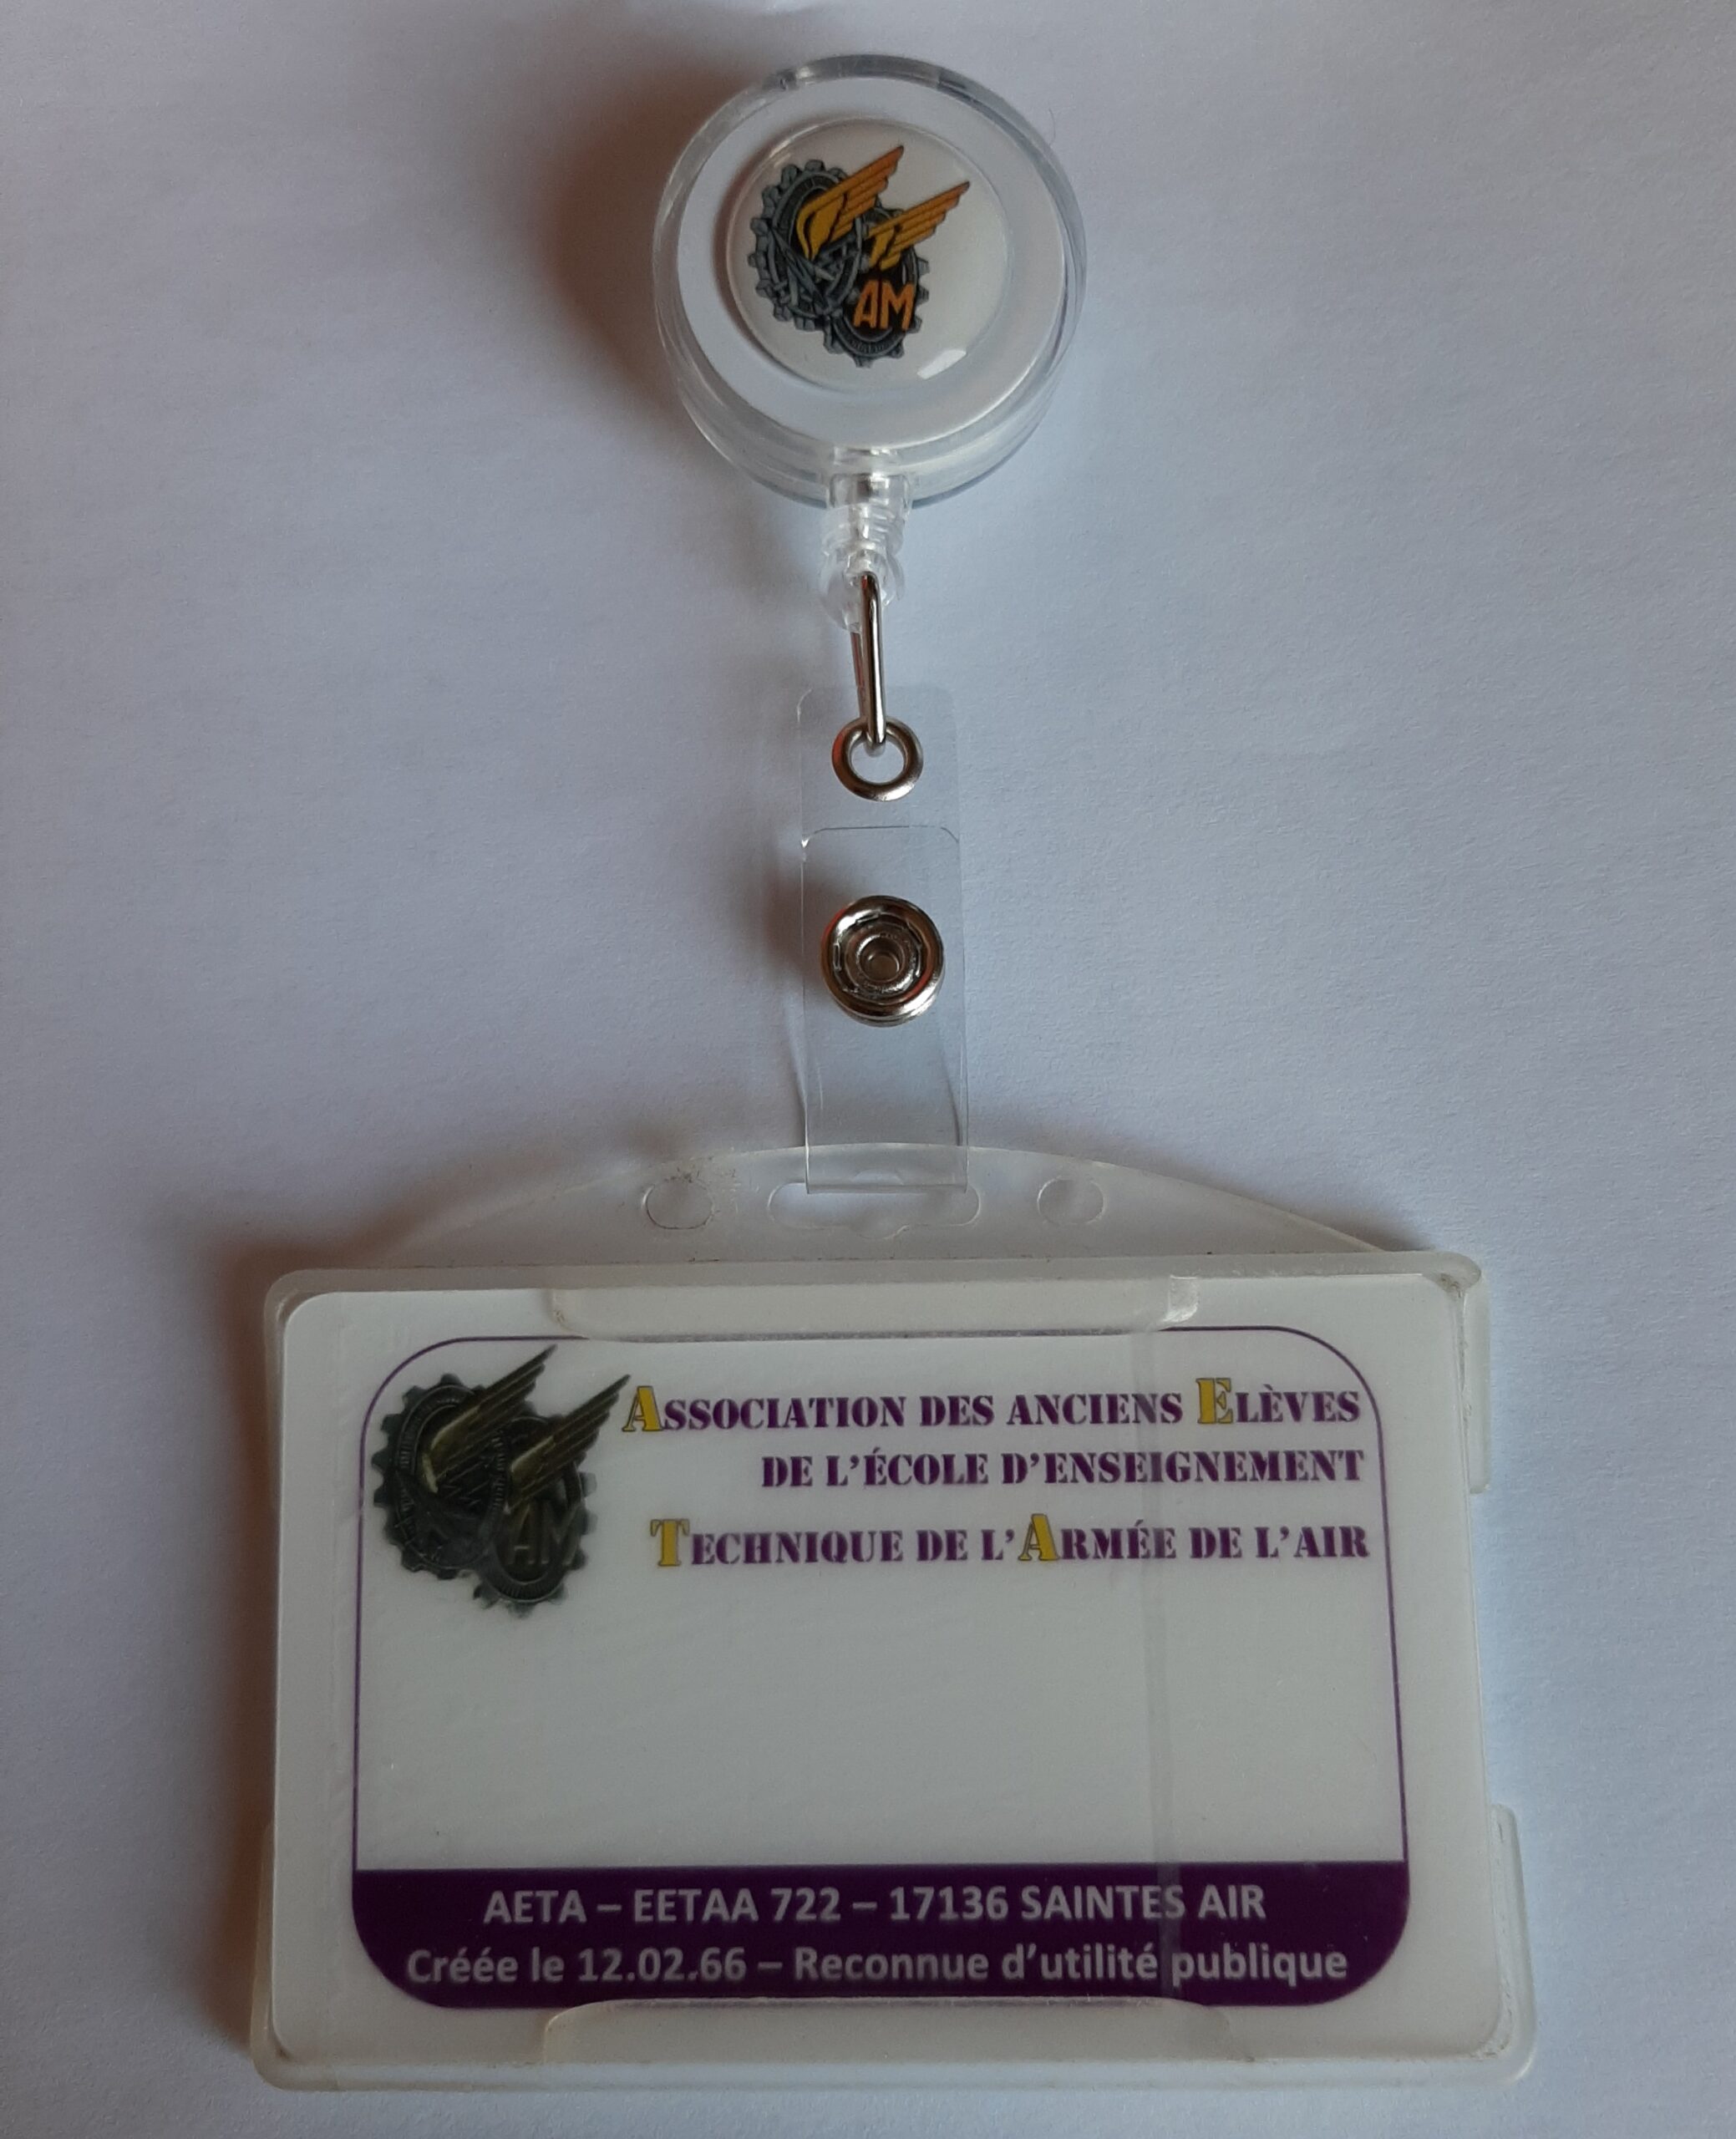 AM
ASSOCIATION DES ANCIENS ELÈVES
DE L'ÉCOLE D'ENSEIGNEMENT
TECHNIQUE DE L'ARMÉE DE L'AIR
AM
AETA – EETAA 722 – 17136 SAINTES AIR
Créée le 12.02.66 – Reconnue d'utilité publique